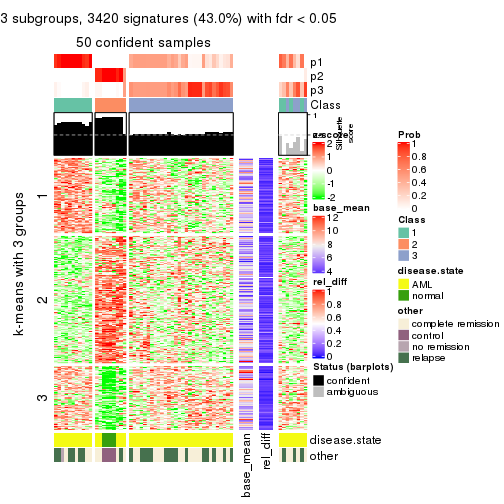 3 subgroups, 3420 signatures (43.0%) with fdr < 0.05
50 confident samples
p1
p2
p3
Class
1
Silhouette
score
k-means with 3 groups
1
2
3
z-score
2
1
0
-1
-2
base_mean
12
10
8
6
4
rel_diff
1
0.8
0.6
0.4
0.2
0
Status (barplots)
confident
ambiguous
Prob
1
0.8
0.6
0.4
0.2
0
Class
1
2
3
disease.state
AML
normal
other
complete remission
control
no remission
relapse
disease.state
other
base_mean
rel_diff